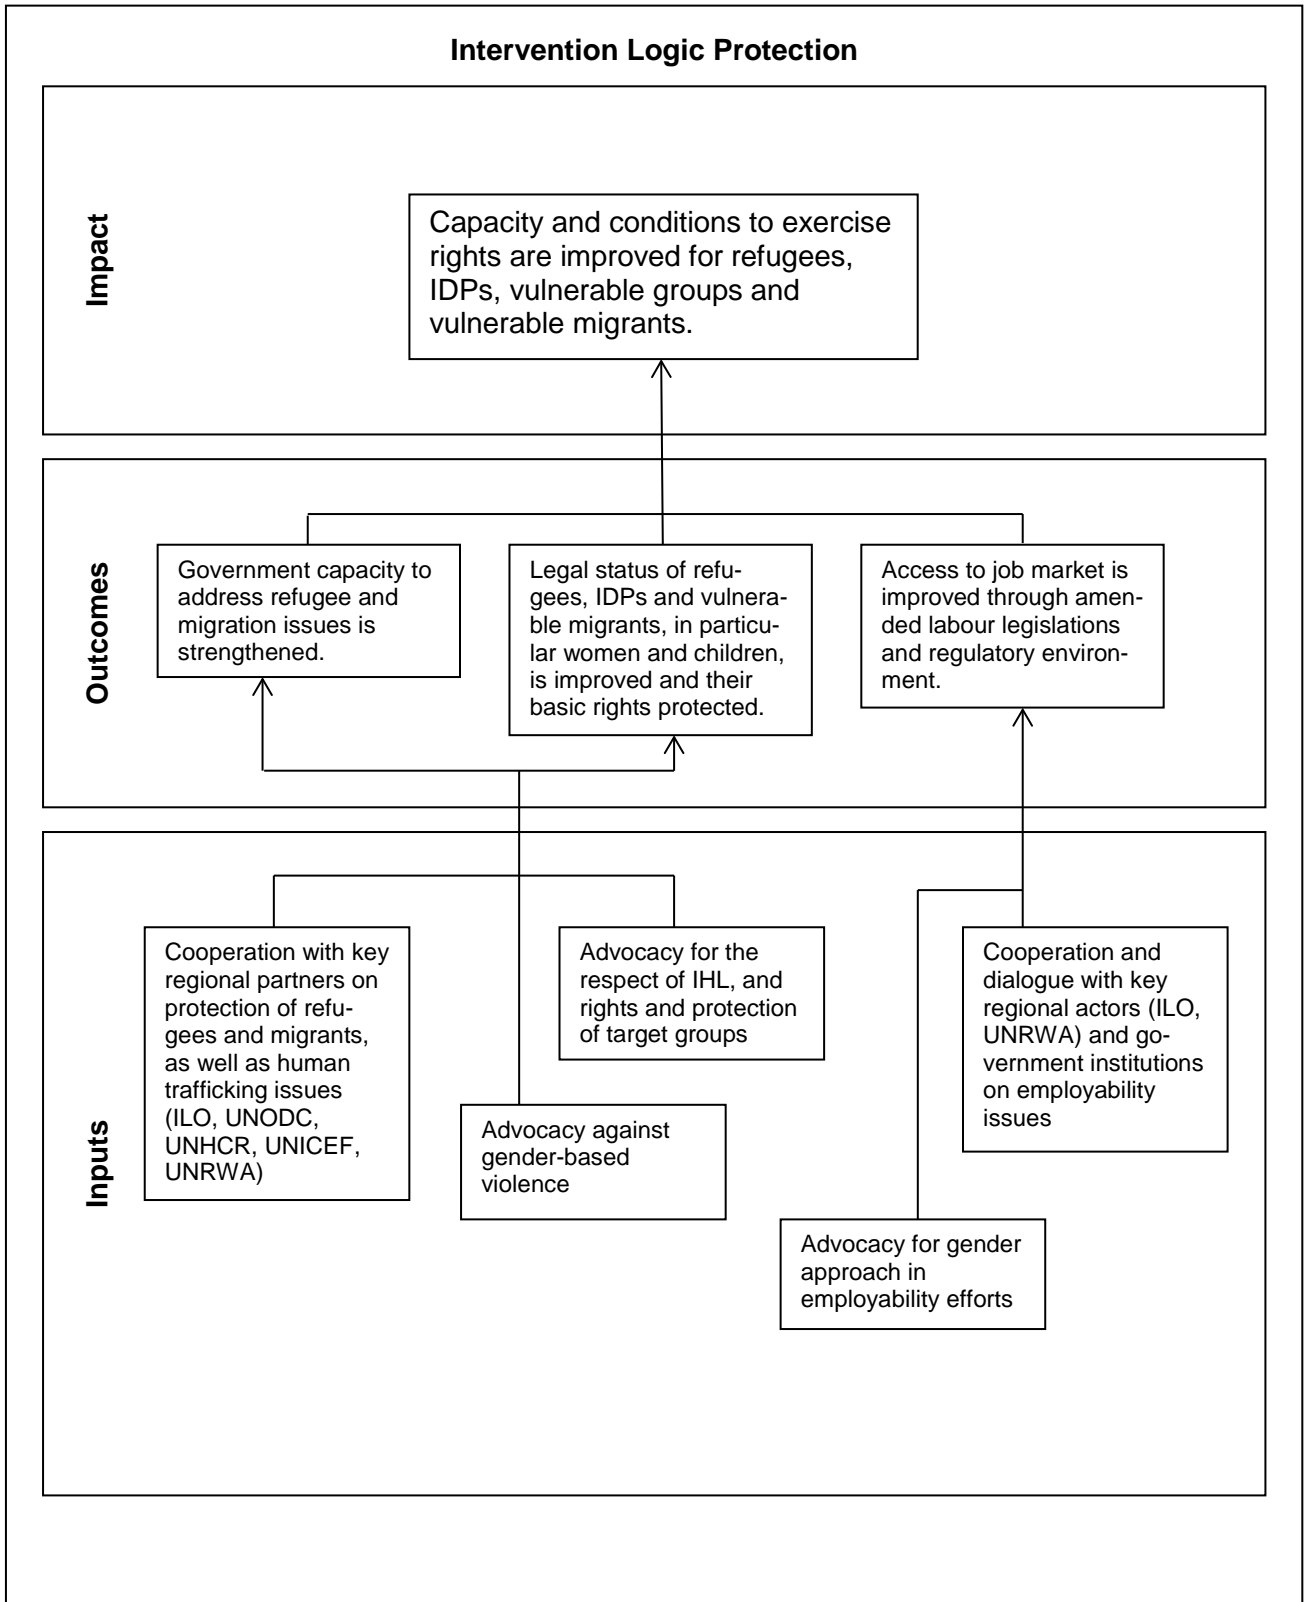 Intervention Logic Protection
Impact
Capacity and conditions to exercise
rights are improved for refugees,
IDPs, vulnerable groups and
vulnerable migrants.
Outcomes
Government capacity to
address refugee and
migration issues is
strengthened.
Legal status of refu-
gees, IDPs and vulnera-
ble migrants, in particu-
lar women and children,
is improved and their
basic rights protected.
Access to job market is
improved through amen-
ded labour legislations
and regulatory environ-
ment.
Inputs
Cooperation with key
regional partners on
protection of refu-
gees and migrants,
as well as human
trafficking issues
(ILO, UNODC,
UNHCR, UNICEF,
UNRWA)
Advocacy against
gender-based
violence
Advocacy for the
respect of IHL, and
rights and protection
of target groups
Advocacy for gender
approach in
employability efforts
Cooperation and
dialogue with key
regional actors (ILO,
UNRWA) and go-
vernment institutions
on employability
issues